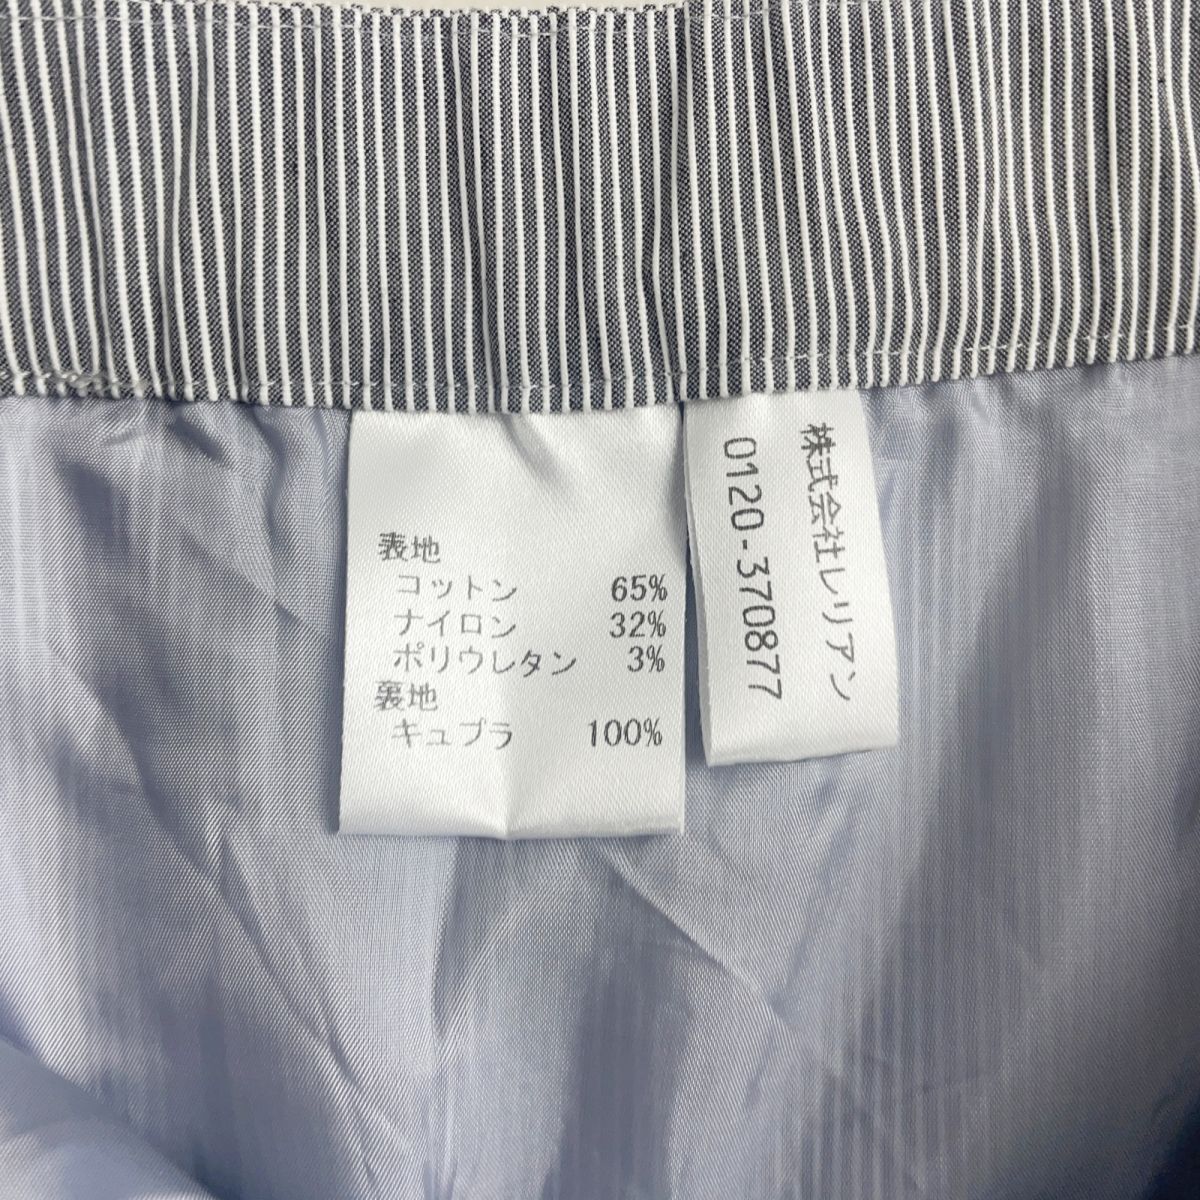 表地
コットン 65%
ナイロン 32%
ポリウレタン 3%
裏地
キュプラ 100%
株式会社レリアン
0120-370877